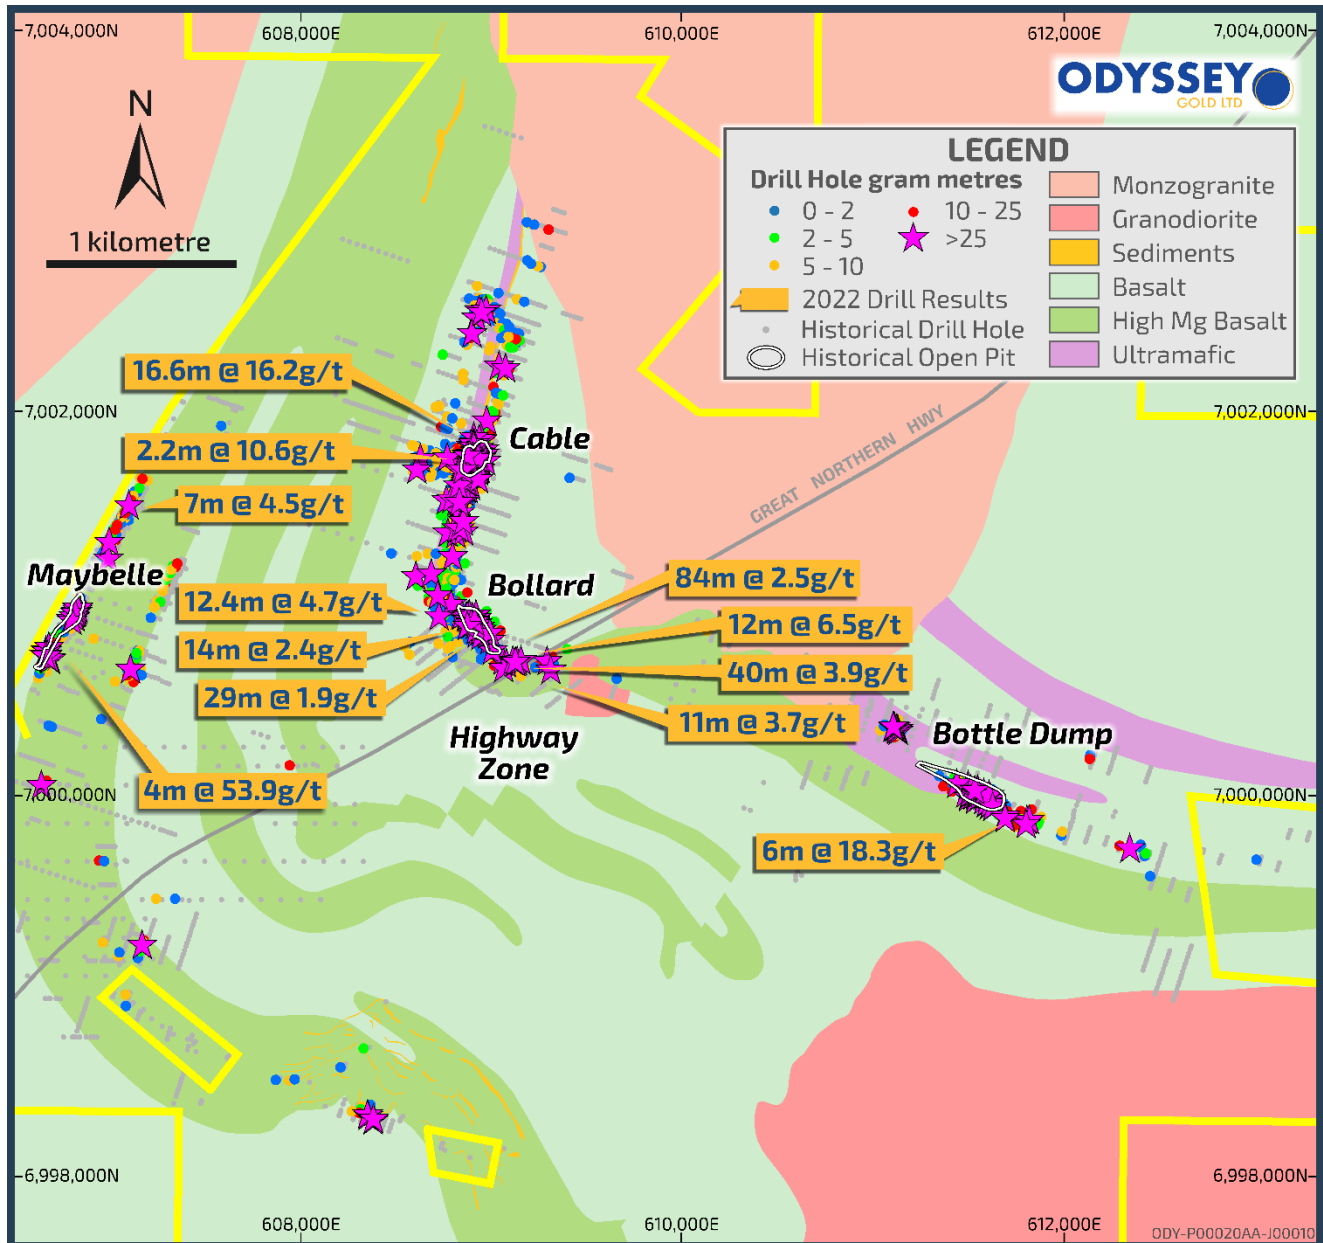 7,004,000N
608,000E
610,000E
612,000E
7,004,000N
ODYSSEY
GOLD LTD
N
1 kilometre
LEGEND
Drill Hole gram metres
0 - 2
2 - 5
5 - 10
10 - 25
>25
2022 Drill Results
Historical Drill Hole
Historical Open Pit
Monzogranite
Granodiorite
Sediments
Basalt
High Mg Basalt
Ultramafic
16.6m @ 16.2g/t
7,002,000N
7,002,000N
Cable
2.2m @ 10.6g/t
GREAT NORTHERN HWY
7m @ 4.5g/t
Maybelle
Bollard
84m @ 2.5g/t
12.4m @ 4.7g/t
12m @ 6.5g/t
14m @ 2.4g/t
40m @ 3.9g/t
29m @ 1.9g/t
11m @ 3.7g/t
Highway
Zone
Bottle Dump
4m @ 53.9g/t
7,000,000N
7,000,000N
6m @ 18.3g/t
6,998,000N
6,998,000N
608,000E
610,000E
612,000E
ODY-P00020AA-J00010